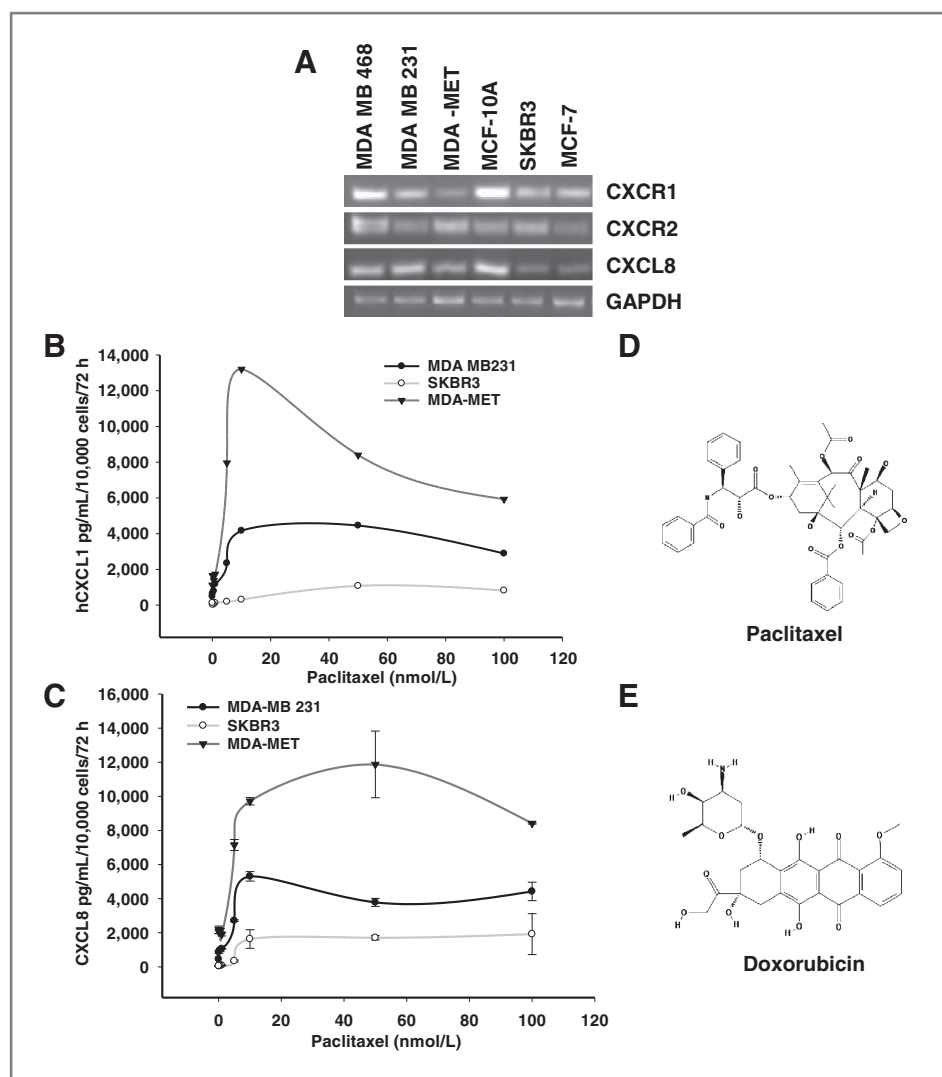 A
MDA MB 468
MDA MB 231
MDA -MET
MCF-10A
SKBR3
MCF-7
CXCR1
CXCR2
CXCL8
GAPDH
B
hCXCL1 pg/mL/10,000 cells/72 h
14,000
12,000
10,000
8,000
6,000
4,000
2,000
0
MDA MB231
SKBR3
MDA-MET
0 20 40 60 80 100 120
Paclitaxel (nmol/L)
C
CXCL8 pg/mL/10,000 cells/72 h
16,000
14,000
12,000
10,000
8,000
6,000
4,000
2,000
0
MDA-MB 231
SKBR3
MDA-MET
0 20 40 60 80 100 120
Paclitaxel (nmol/L)
D
Paclitaxel
E
Doxorubicin